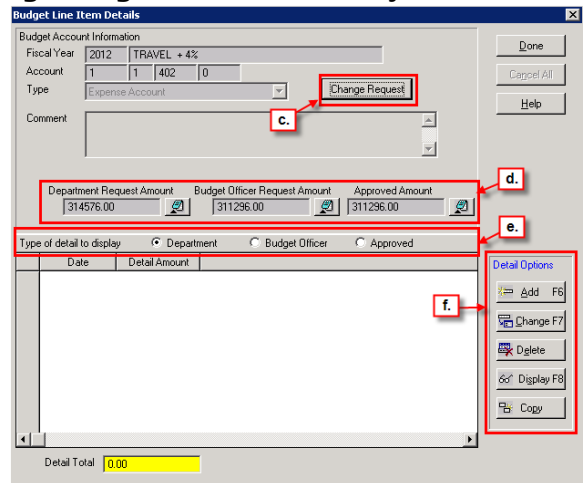 Budget Line Item Details
Budget Account Information
Fiscal Year 2012 TRAVEL + 4%
Account 1 1 402 0
Type Expense Account
Change Request
c.
Comment
Done
Cancel All
Help
d.
Department Request Amount Budget Officer Request Amount Approved Amount
314576.00 311296.00 311296.00
e.
Type of detail to display Department Budget Officer Approved
Date Detail Amount
Detail Options
f.
Add F6
Change F7
Delete
Display F8
Copy
Detail Total 0.00